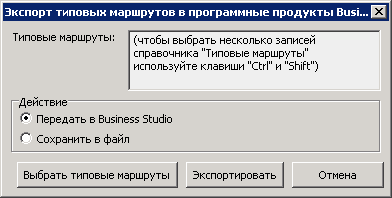 Экспорт типовых маршрутов в программные продукты Busi...
Типовые маршруты:
(чтобы выбрать несколько записей
справочника "Типовые маршруты"
используйте клавиши "Ctrl" и "Shift")
Действие
Передать в Business Studio
Сохранить в файл
Выбрать типовые маршруты
Экспортировать
Отмена